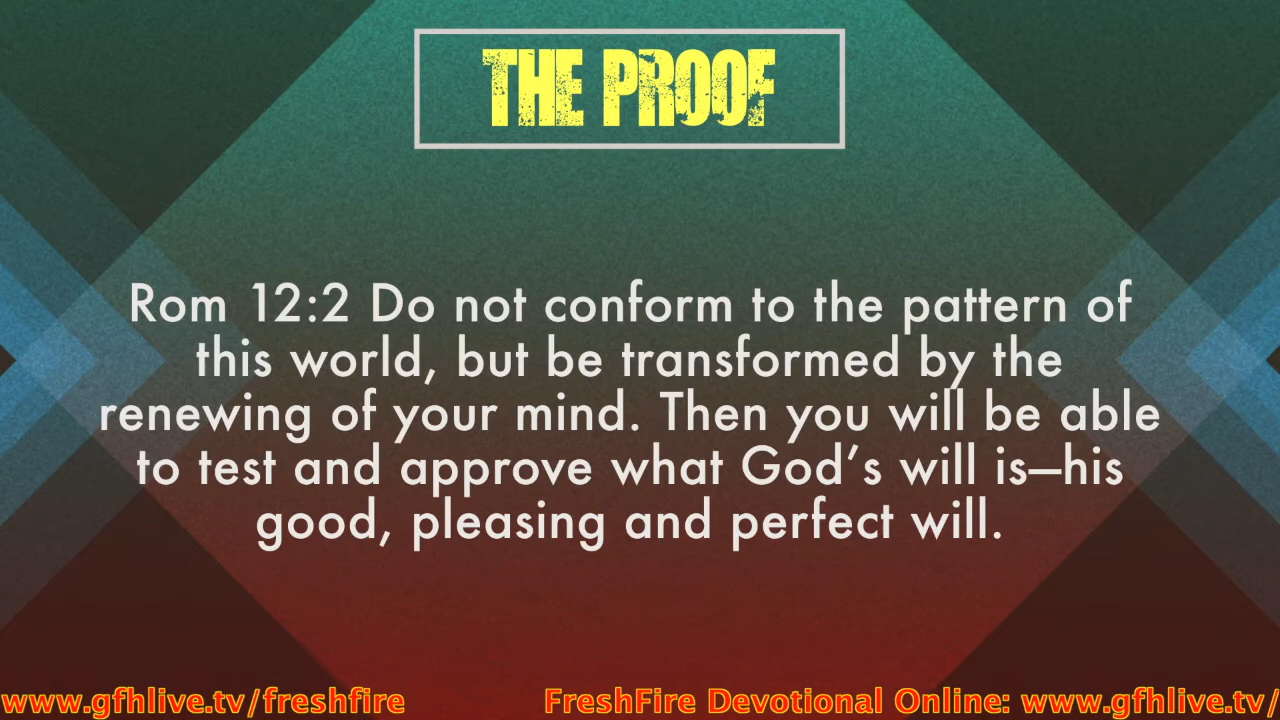 THE PROOF
Rom 12:2 Do not conform to the pattern of
this world, but be transformed by the
renewing of your mind. Then you will be able
to test and approve what God’s will is—his
good, pleasing and perfect will.
www.gfhlive.tv/freshfire FreshFire Devotional Online: www.gfhlive.tv/